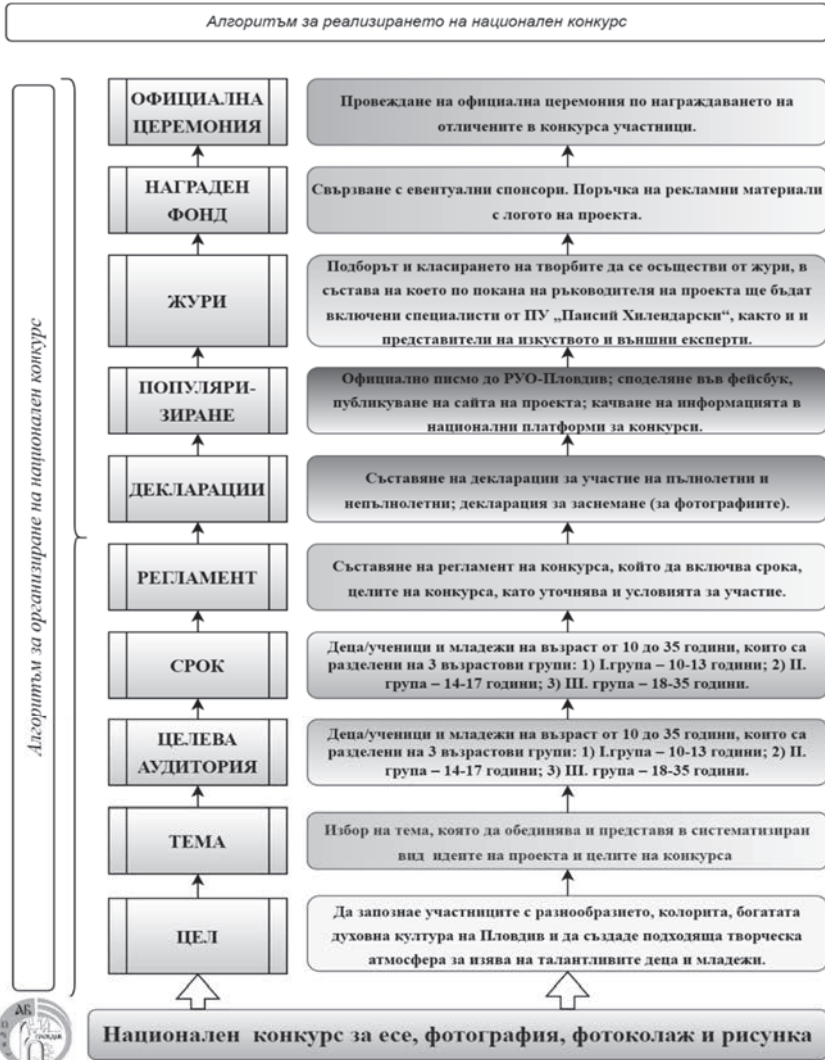 Алгоритъм за реализирането на национален конкурс
Алгоритъм за организиране на национален конкурс
ОФИЦИАЛНА
ЦЕРЕМОНИЯ
Провеждане на официална церемония по награждаването на
отличените в конкурса участници.
НАГРАДЕН
ФОНД
Свързване с евентуални спонсори. Поръчка на рекламни материали
с логото на проекта.
ЖУРИ
Подборът и класирането на творбите да се осъществи от жури, в
състава на което по покана на ръководителя на проекта ще бъдат
включени специалисти от ПУ „Паисий Хилендарски“, както и и
представители на изкуството и външни експерти.
ПОПУЛЯРИ-
ЗИРАНЕ
Официално писмо до РУО-Пловдив; споделяне във фейсбук,
публикуване на сайта на проекта; качване на информацията в
национални платформи за конкурси.
ДЕКЛАРАЦИИ
Съставяне на декларации за участие на пълнолетни и
непълнолетни; декларация за заснемане (за фотографиите).
РЕГЛАМЕНТ
Съставяне на регламент на конкурса, който да включва срока,
целите на конкурса, като уточнява и условията за участие.
СРОК
Деца/ученици и младежи на възраст от 10 до 35 години, които са
разделени на 3 възрастови групи: 1) I.група – 10-13 години; 2) II.
група – 14-17 години; 3) III. група – 18-35 години.
ЦЕЛЕВА
АУДИТОРИЯ
Деца/ученици и младежи на възраст от 10 до 35 години, които са
разделени на 3 възрастови групи: 1) I.група – 10-13 години; 2) II.
група – 14-17 години; 3) III. група – 18-35 години.
ТЕМА
Избор на тема, която да обединява и представя в систематизиран
вид идеите на проекта и целите на конкурса
ЦЕЛ
Да запознае участниците с разнообразието, колорита, богатата
духовна култура на Пловдив и да създаде подходяща творческа
атмосфера за изява на талантливите деца и младежи.
Национален конкурс за есе, фотография, фотоколаж и рисунка